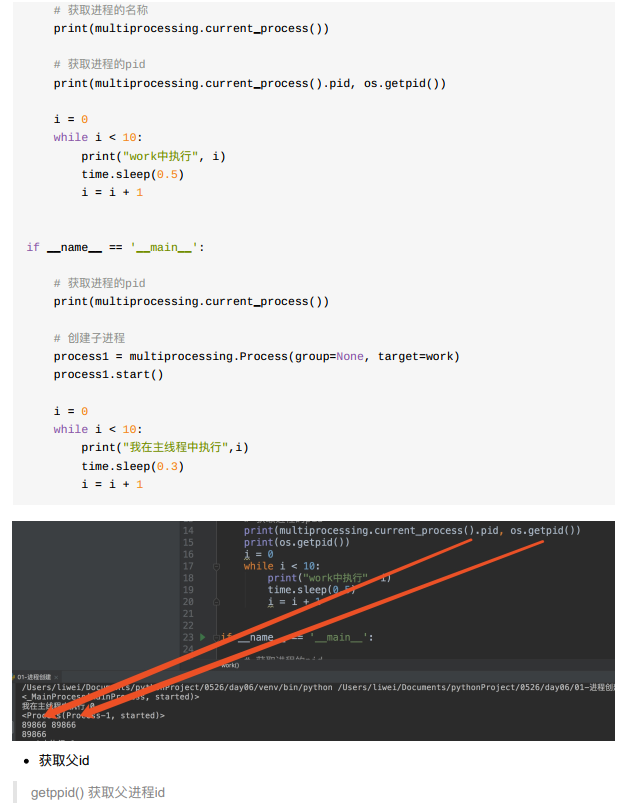 # 获取进程的名称
print(multiprocessing.current_process())
# 获取进程的pid
print(multiprocessing.current_process().pid, os.getpid())
i = 0
while i < 10:
print("work中执行", i)
time.sleep(0.5)
i = i + 1
if __name__ == '__main__':
# 获取进程的pid
print(multiprocessing.current_process())
# 创建子进程
process1 = multiprocessing.Process(group=None, target=work)
process1.start()
i = 0
while i < 10:
print("我在主线程中执行",i)
time.sleep(0.3)
i = i + 1
14 print(multiprocessing.current_process().pid, os.getpid())
15 print(os.getpid())
16 i = 0
17 while i < 10:
18 print("work中执行", i)
19 time.sleep(0.5)
20 i = i + 1
21
22
23 if __name__ == '__main__':
24
work()
01-进程创建 ×
/Users/liwei/Documents/pythonProject/0526/day06/venv/bin/python /Users/liwei/Documents/pythonProject/0526/day06/01-进程创
<_MainProcess(MainProcess, started)>
我在主线程中执行 0
<Process(Process-1, started)>
89866 89866
89866
• 获取父id
getppid() 获取父进程id